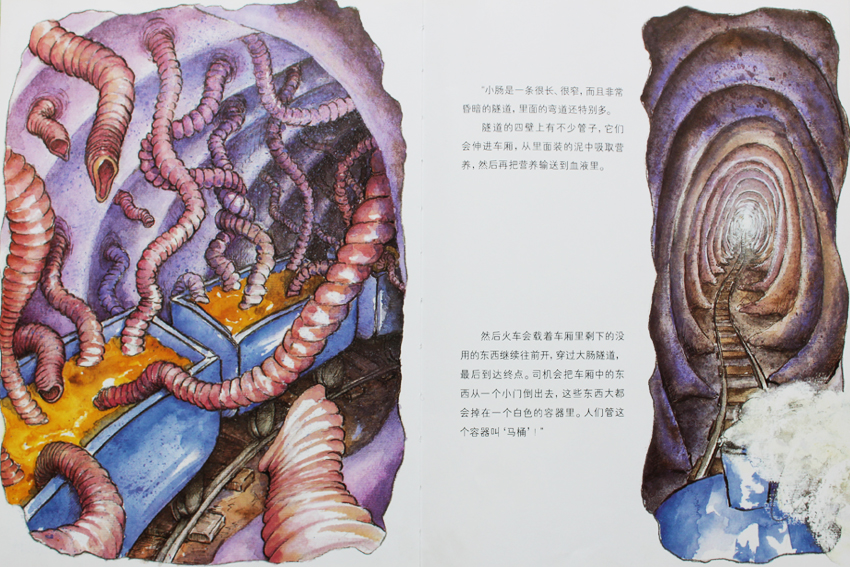 “小肠是一条很长、很窄，而且非常
昏暗的隧道，里面的弯道还特别多。
隧道的四壁上有不少管子，它们
会伸进车厢，从里面装的泥中吸取营
养，然后再把营养输送到血液里。
然后火车会载着车厢里剩下的没
用的东西继续往前开，穿过大肠隧道，
最后到达终点。司机会把车厢中的东
西从一个小门倒出去，这些东西大都
会掉在一个白色的容器里。人们管这
个容器叫‘马桶’！”